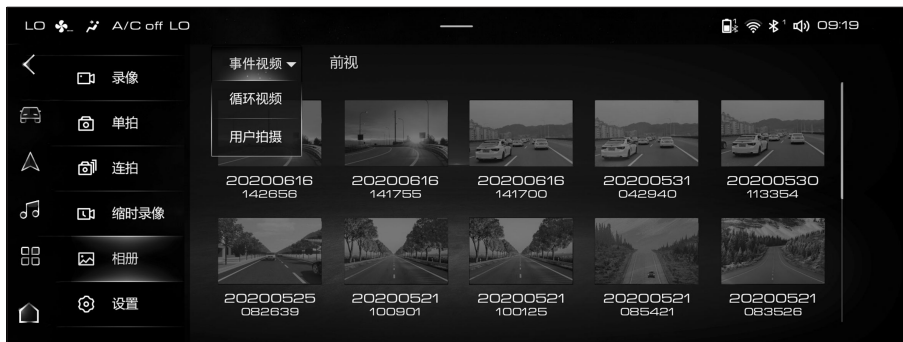 LO A/C off LO
1 1 09:19
录像
单拍
连拍
缩时录像
相册
设置
事件视频 前视
循环视频
用户拍摄
20200616 20200616 20200616 20200531 20200530
142656 141755 141700 042940 113354
20200525 20200521 20200521 20200521 20200521
082639 100901 100125 085421 083526